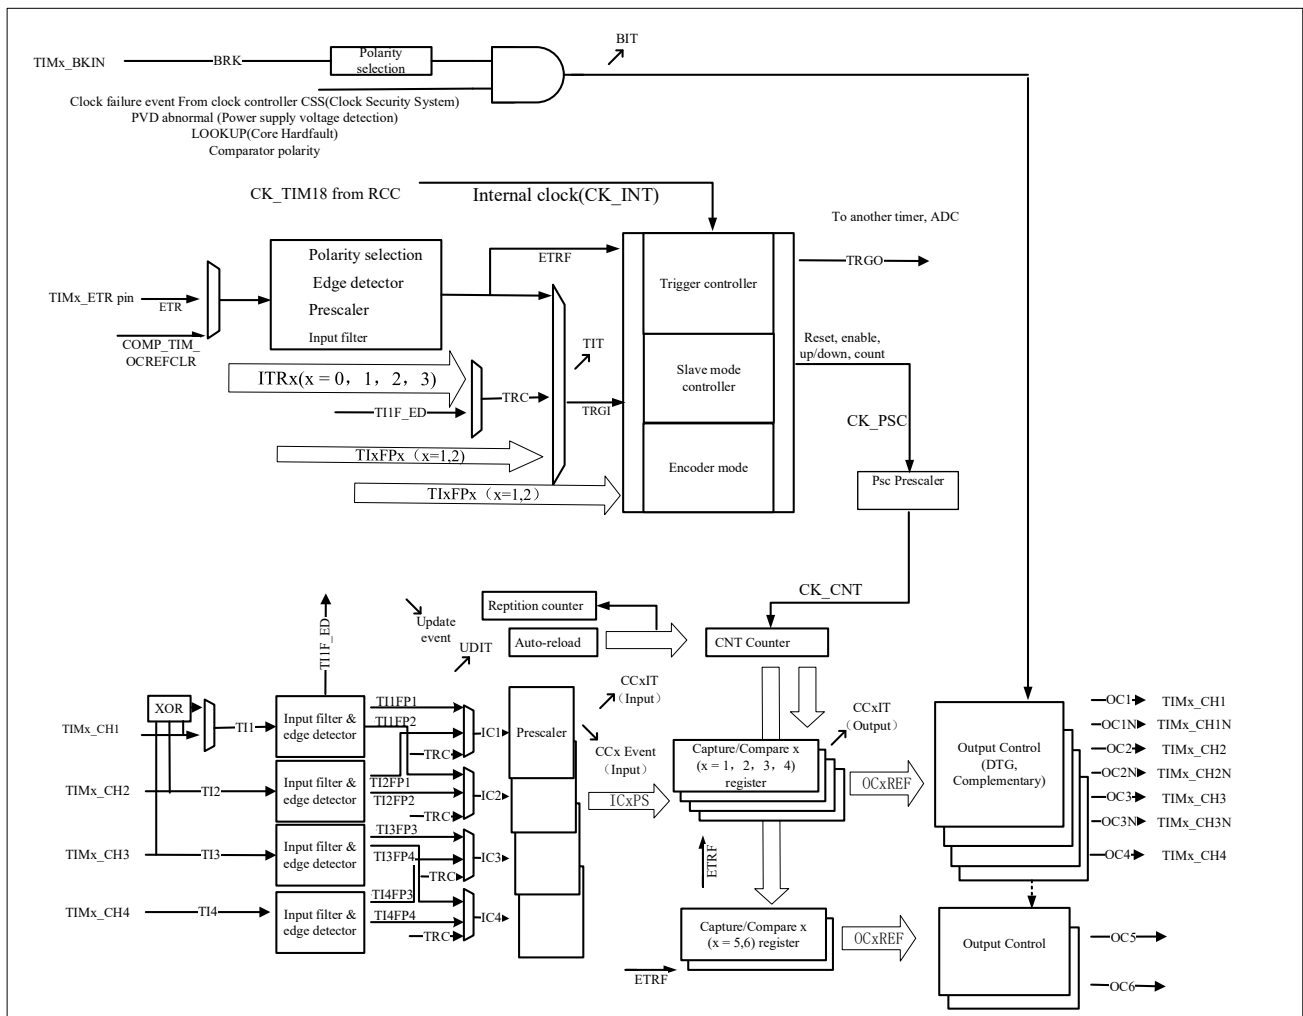 BIT
TIMx_BKIN
BRK
Polarity
selection
Clock failure event From clock controller CSS(Clock Security System)
PVD abnormal (Power supply voltage detection)
LOOKUP(Core Hardfault)
Comparator polarity
CK_TIM18 from RCC
Internal clock(CK_INT)
To another timer, ADC
TRGO
Polarity selection
Edge detector
Prescaler
Input filter
ETRF
TIMx_ETR pin
ETR
COMP_TIM_
OCREFCLR
Trigger controller
Slave mode
controller
Encoder mode
Reset, enable,
up/down, count
TIT
ITRx(x = 0, 1, 2, 3)
TRC
TRGI
TI1F_ED
TIxFPx（x=1,2)
TIxFPx（x=1,2）
CK_PSC
Psc Prescaler
CK_CNT
Reptition counter
Update
event
UDIT
Auto-reload
CNT Counter
TI1F_ED
CCxIT
(Input)
CCx Event
(Input)
CCxIT
（Output）
XOR
TIMx_CH1
TI1
Input filter &
edge detector
TI1FP1
TI1FP2
TRC
IC1
Prescaler
TIMx_CH2
TI2
Input filter &
edge detector
TI2FP1
TI2FP2
TRC
IC2
TIMx_CH3
TI3
Input filter &
edge detector
TI3FP3
TI3FP4
TRC
IC3
TIMx_CH4
TI4
Input filter &
edge detector
TI4FP3
TI4FP4
TRC
IC4
ICxPS
Capture/Compare x
(x = 1, 2, 3, 4)
register
OCxREF
Output Control
(DTG,
Complementary)
OC1
TIMx_CH1
OC1N
TIMx_CH1N
OC2
TIMx_CH2
OC2N
TIMx_CH2N
OC3
TIMx_CH3
OC3N
TIMx_CH3N
OC4
TIMx_CH4
ETRF
Capture/Compare x
(x = 5,6) register
OCxREF
Output Control
OC5
OC6
ETRF